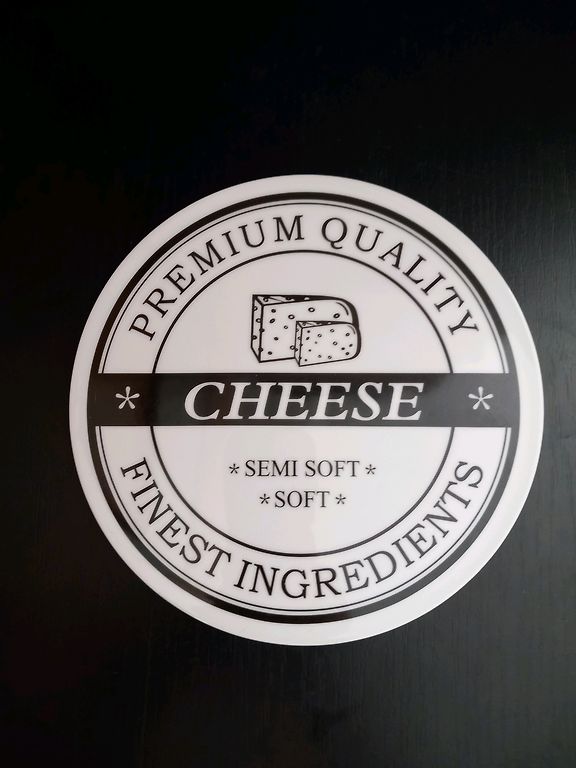 PREMIUM QUALITY
* CHEESE *
* SEMI SOFT *
* SOFT *
FINEST INGREDIENTS